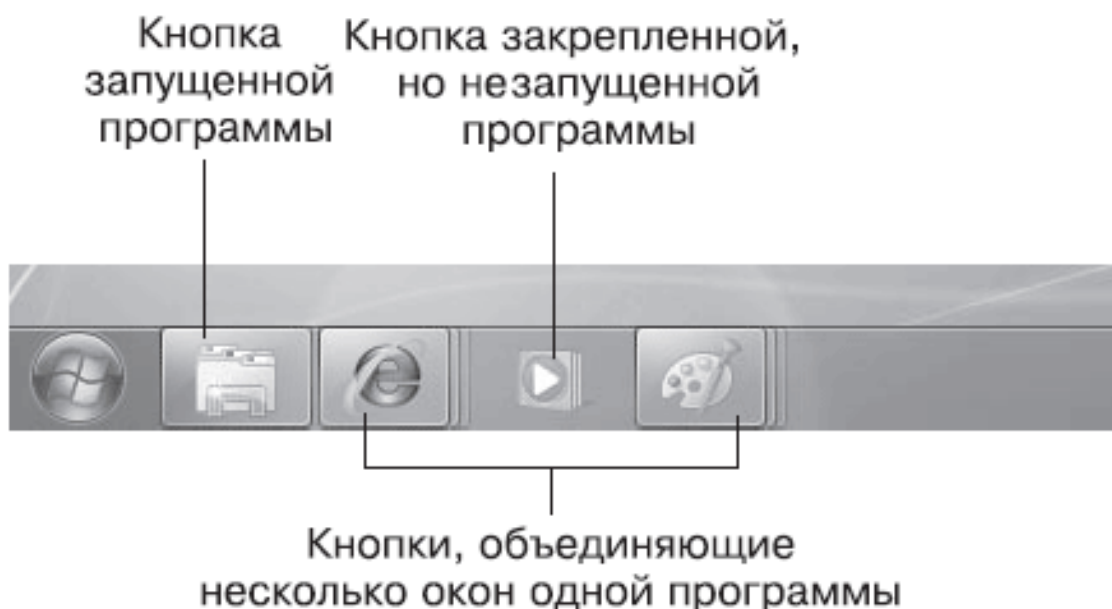 Кнопка
запущенной
программы
Кнопка закрепленной,
но незапущенной
программы
Кнопки, объединяющие
несколько окон одной программы